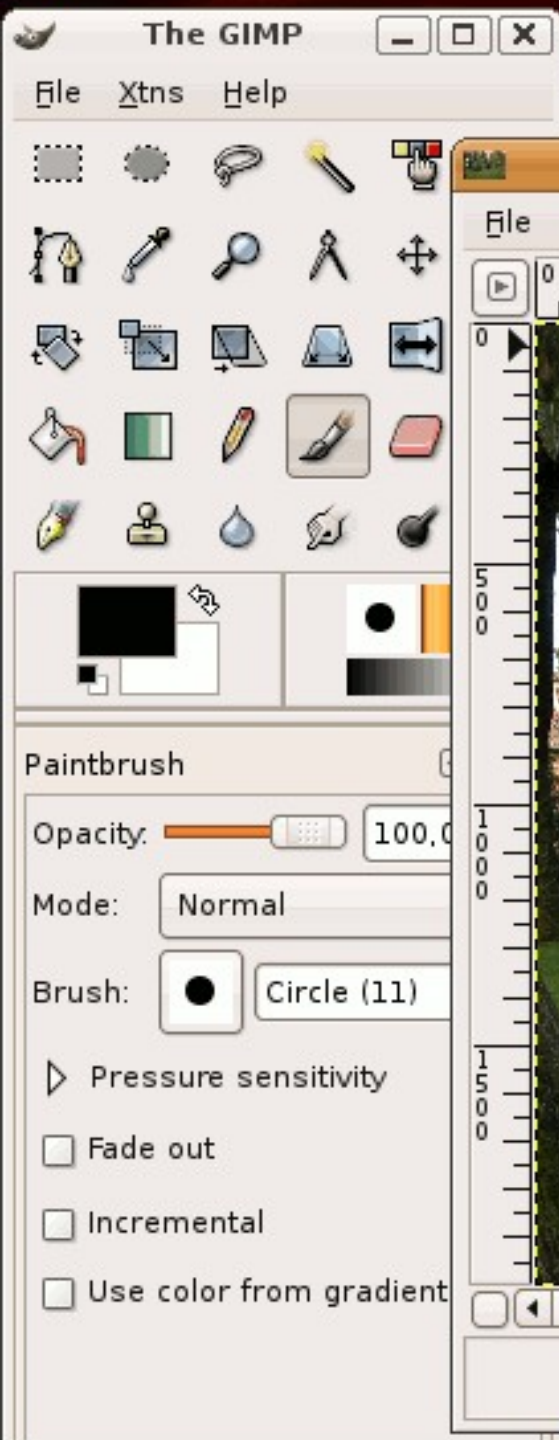 The GIMP
File Xtns Help
File
0
0
500
1000
1500
Paintbrush
Opacity: 100,0
Mode: Normal
Brush: Circle (11)
Pressure sensitivity
Fade out
Incremental
Use color from gradient